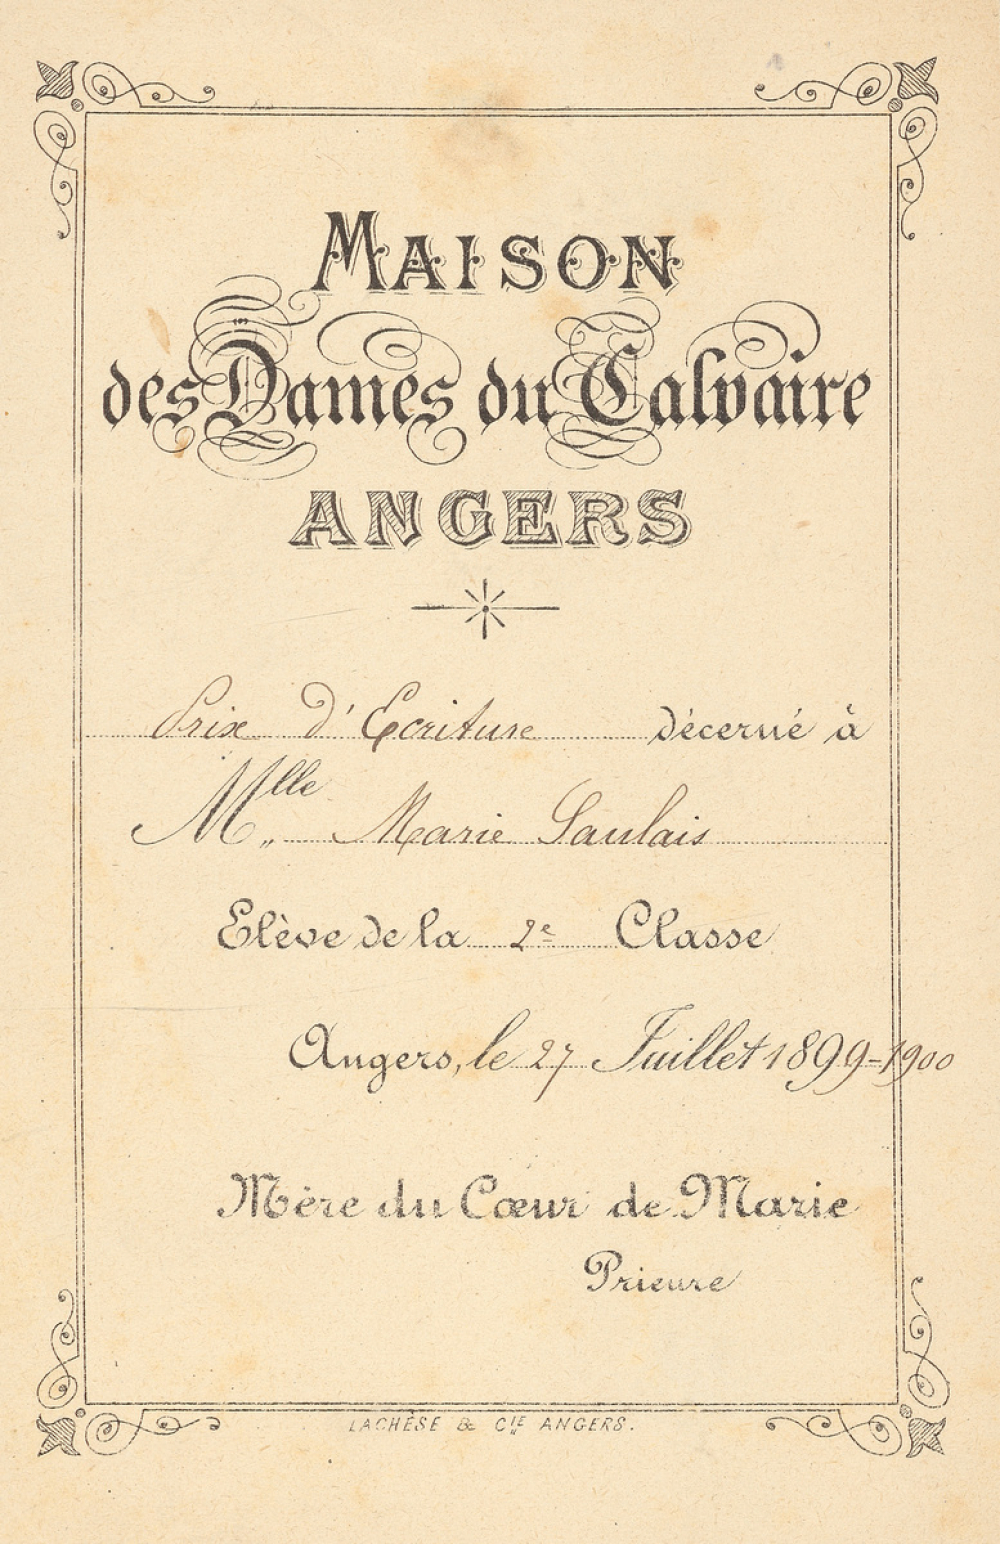 MAISON
des Dames du Calvaire
ANGERS
Prix d'Ecriture décerné à
Mlle Marie Saulais
Elève de la 2e Classe
Angers, le 27 Juillet 1899-1900
Mère du Cœur de Marie
Prieure
LACHÈSE & CIE ANGERS.